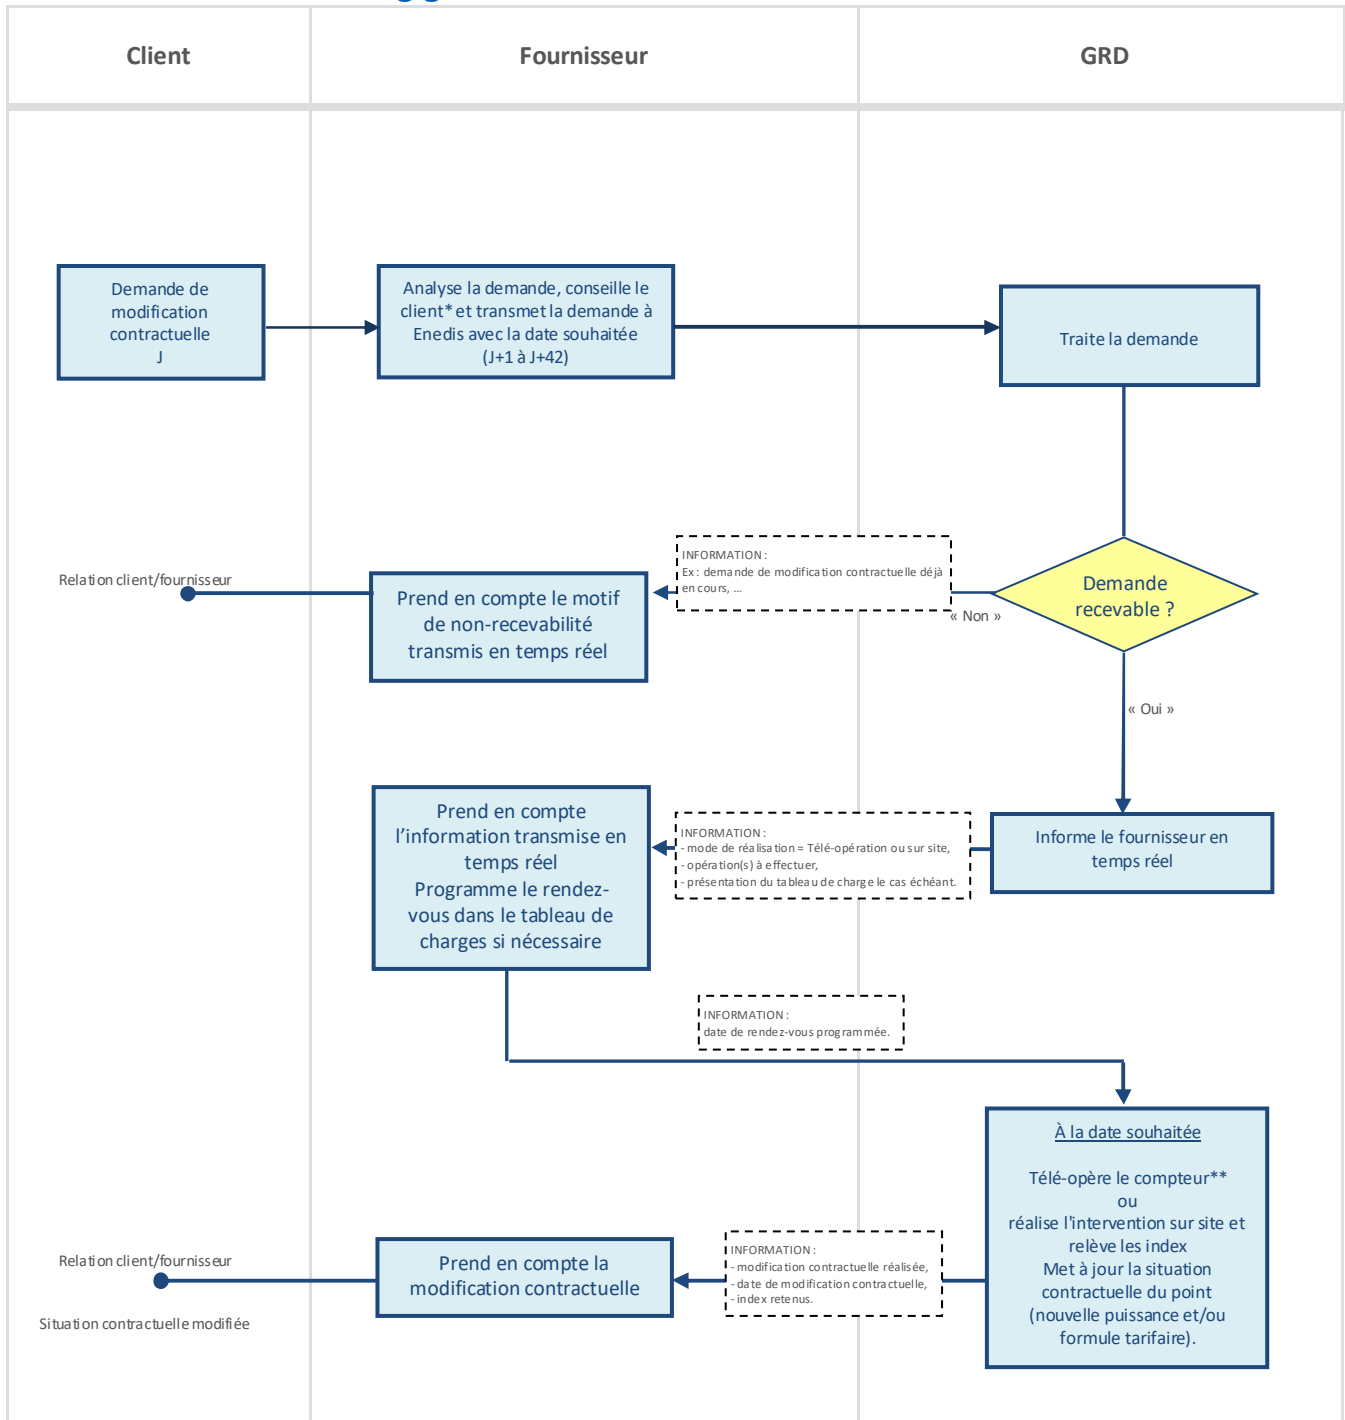 Client
Fournisseur
GRD
Demande de
modification
contractuelle
J
Analyse la demande, conseille le
client* et transmet la demande à
Enedis avec la date souhaitée
(J+1 à J+42)
Traite la demande
INFORMATION :
Ex : demande de modification contractuelle déjà
en cours, ...
Demande
recevable ?
« Non »
Relation client/fournisseur
Prend en compte le motif
de non-recevabilité
transmis en temps réel
« Oui »
Prend en compte
l’information transmise en
temps réel
Programme le rendez-
vous dans le tableau de
charges si nécessaire
INFORMATION :
- mode de réalisation = Télé-opération ou sur site,
- opération(s) à effectuer,
- présentation du tableau de charge le cas échéant.
Informe le fournisseur en
temps réel
INFORMATION :
date de rendez-vous programmée.
À la date souhaitée
Télé-opère le compteur**
ou
réalise l'intervention sur site et
relève les index
Met à jour la situation
contractuelle du point
(nouvelle puissance et/ou
formule tarifaire).
INFORMATION :
- modification contractuelle réalisée,
- date de modification contractuelle,
- index retenus.
Prend en compte la
modification contractuelle
Relation client/fournisseur
Situation contractuelle modifiée